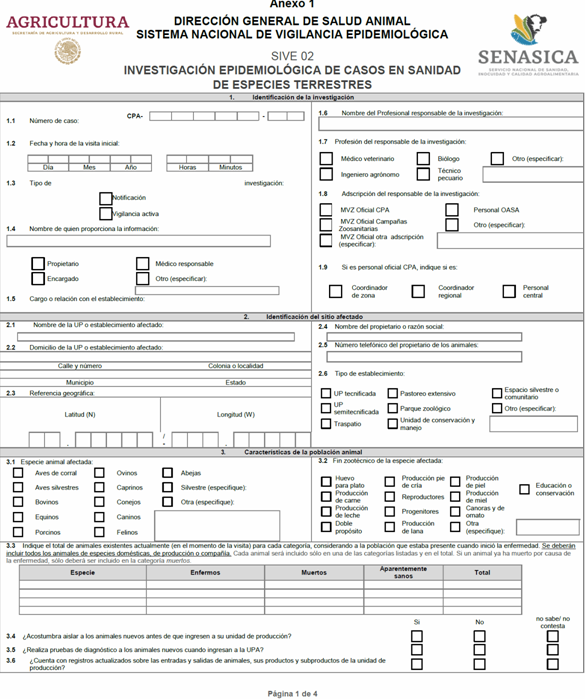 Anexo 1
AGRICULTURA
SECRETARÍA DE AGRICULTURA Y DESARROLLO RURAL
DIRECCIÓN GENERAL DE SALUD ANIMAL
SISTEMA NACIONAL DE VIGILANCIA EPIDEMIOLÓGICA
SIVE 02
INVESTIGACIÓN EPIDEMIOLÓGICA DE CASOS EN SANIDAD
DE ESPECIES TERRESTRES
SENASICA
SERVICIO NACIONAL DE SANIDAD,
INOCUIDAD Y CALIDAD AGROALIMENTARIA
1. Identificación de la investigación
1.1 Número de caso: CPA- -
1.2 Fecha y hora de la visita inicial:
Día Mes Año Horas Minutos
1.3 Tipo de investigación:
Notificación
Vigilancia activa
1.4 Nombre de quien proporciona la información:
Propietario Médico responsable
Encargado Otro (especificar):
1.5 Cargo o relación con el establecimiento:
1.6 Nombre del Profesional responsable de la investigación:
1.7 Profesión del responsable de la investigación:
Médico veterinario Biólogo Otro (especificar):
Ingeniero agrónomo Técnico pecuario
1.8 Adscripción del responsable de la investigación:
MVZ Oficial CPA Personal OASA
MVZ Oficial Campañas Zoosanitarias Otro (especificar):
MVZ Oficial otra adscripción (especificar):
1.9 Si es personal oficial CPA, indique si es:
Coordinador de zona Coordinador regional Personal central
2. Identificación del sitio afectado
2.1 Nombre de la UP o establecimiento afectado:
2.2 Domicilio de la UP o establecimiento afectado:
Calle y número Colonia o localidad
Municipio Estado
2.3 Referencia geográfica:
Latitud (N) Longitud (W)
. / .
2.4 Nombre del propietario o razón social:
2.5 Número telefónico del propietario de los animales:
2.6 Tipo de establecimiento:
UP tecnificada Pastoreo extensivo Espacio silvestre o comunitario
UP semitecnificada Parque zoológico Otro (especificar):
Traspatio Unidad de conservación y manejo
3. Características de la población animal
3.1 Especie animal afectada:
Aves de corral Ovinos Abejas
Aves silvestres Caprinos Silvestre (especifique):
Bovinos Conejos Otra (especifique):
Equinos Caninos
Porcinos Felinos
3.2 Fin zootécnico de la especie afectada:
Huevo para plato Producción pie de cría Producción de piel Educación o conservación
Producción de carne Reproductores Producción de miel
Producción de leche Progenitores Canoras y de ornato
Doble propósito Producción de lana Otra (especifique):
3.3 Indique el total de animales existentes actualmente (en el momento de la visita) para cada categoría, considerando a la población que estaba presente cuando inició la enfermedad. Se deberán
incluir todos los animales de especies domésticas, de producción o compañía. Cada animal será incluido sólo en una de las categorías listadas y en el total. Si un animal ya ha muerto por causa de
la enfermedad, sólo deberá ser incluido en la categoría muertos.
Especie Enfermos Muertos Aparentemente sanos Total
Si No no sabe/ no contesta
3.4 ¿Acostumbra aislar a los animales nuevos antes de que ingresen a su unidad de producción?
3.5 ¿Realiza pruebas de diagnóstico a los animales nuevos cuando ingresan a la UPA?
3.6 ¿Cuenta con registros actualizados sobre las entradas y salidas de animales, sus productos y subproductos de la unidad de
producción?
Página 1 de 4